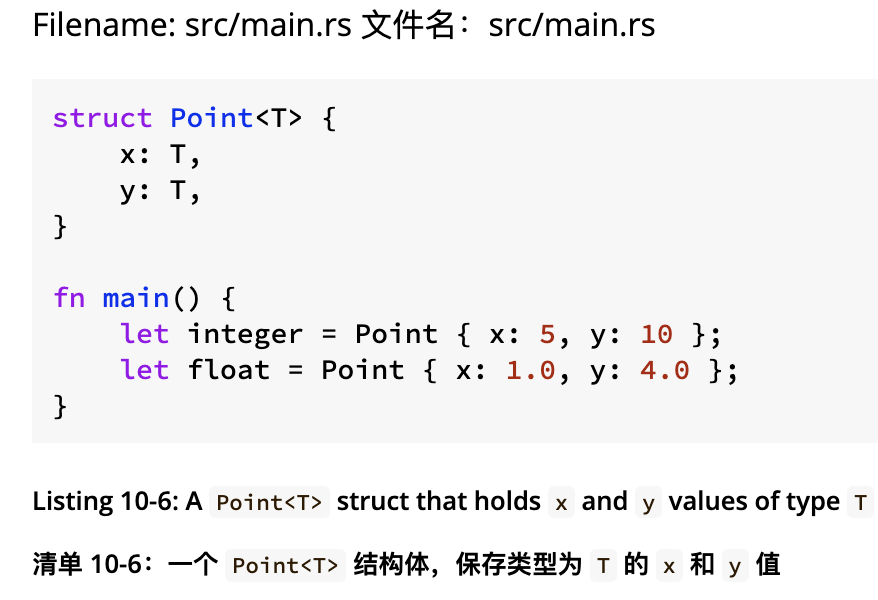 Filename: src/main.rs 文件名：src/main.rs
struct Point<T> {
    x: T,
    y: T,
}
fn main() {
    let integer = Point { x: 5, y: 10 };
    let float = Point { x: 1.0, y: 4.0 };
}
Listing 10-6: A Point<T> struct that holds x and y values of type T
清单 10-6：一个 Point<T> 结构体，保存类型为 T 的 x 和 y 值